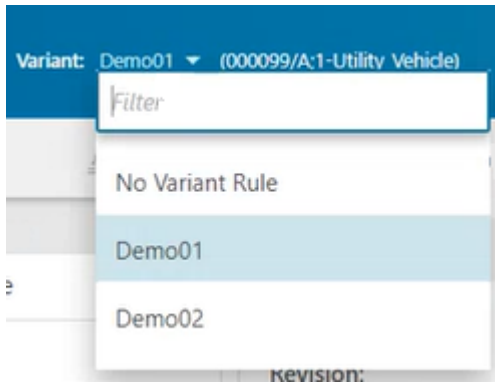 Variant: Demo01 (000099/A;1-Utility Vehicle)
Filter
No Variant Rule
Demo01
Demo02
Revision: